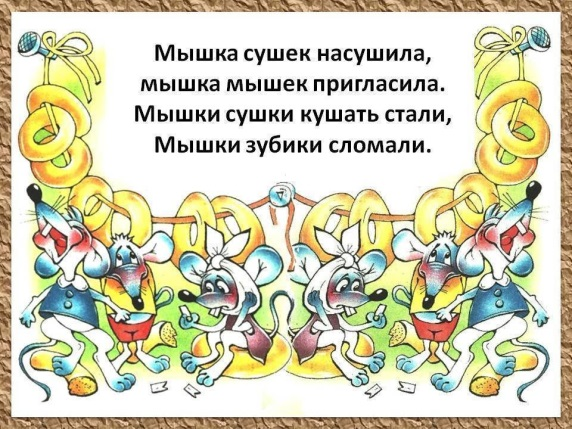 Мышка сушек насушила,
мышка мышек пригласила.
Мышки сушки кушать стали,
Мышки зубики сломали.